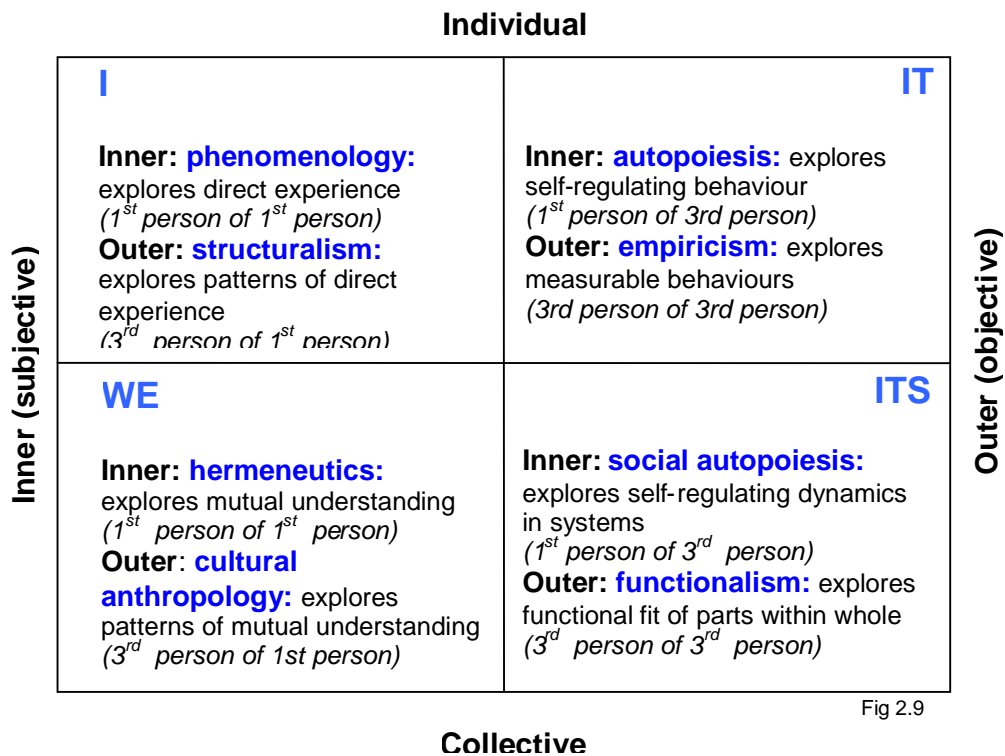 Individual
I
Inner: phenomenology:
explores direct experience
(1st person of 1st person)
Outer: structuralism:
explores patterns of direct
experience
(3rd person of 1st person)
IT
Inner: autopoiesis: explores
self-regulating behaviour
(1st person of 3rd person)
Outer: empiricism: explores
measurable behaviours
(3rd person of 3rd person)
Inner (subjective)
Outer (objective)
WE
Inner: hermeneutics:
explores mutual understanding
(1st person of 1st person)
Outer: cultural
anthropology: explores
patterns of mutual understanding
(3rd person of 1st person)
ITS
Inner: social autopoiesis:
explores self-regulating dynamics
in systems
(1st person of 3rd person)
Outer: functionalism: explores
functional fit of parts within whole
(3rd person of 3rd person)
Fig 2.9
Collective